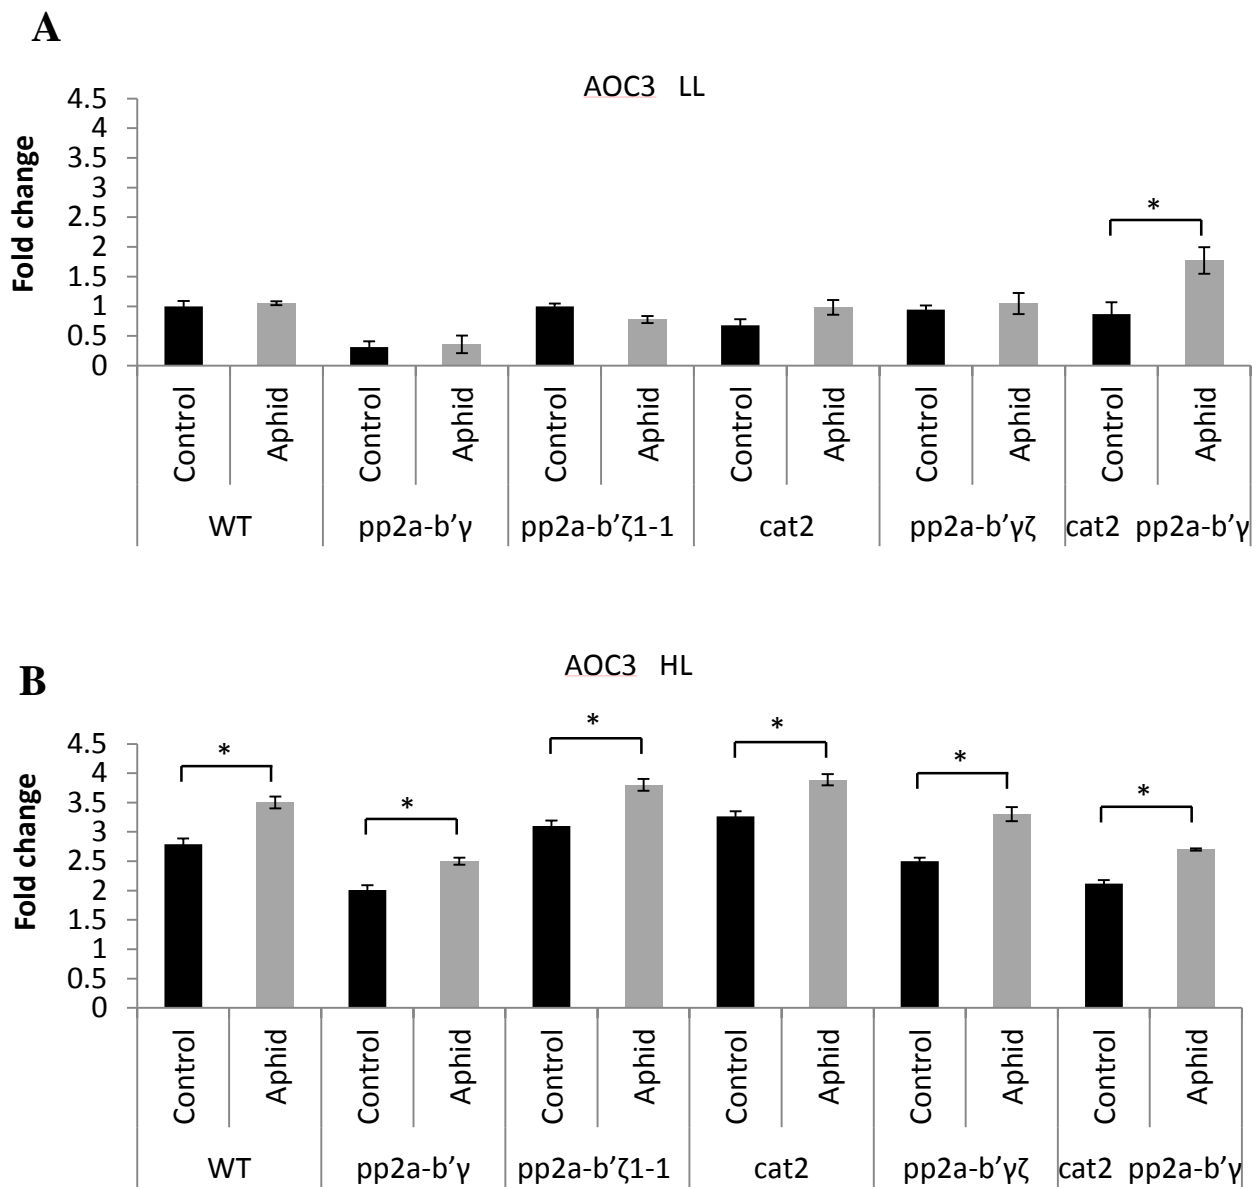 A
AOC3 LL
Fold change
4.5
4
3.5
3
2.5
2
1.5
1
0.5
0
*
Control Aphid Control Aphid Control Aphid Control Aphid Control Aphid Control Aphid
WT pp2a-b’γ pp2a-b’ζ1-1 cat2 pp2a-b’γζ cat2 pp2a-b’γ
B
AOC3 HL
Fold change
4.5
4
3.5
3
2.5
2
1.5
1
0.5
0
* * * * * *
Control Aphid Control Aphid Control Aphid Control Aphid Control Aphid Control Aphid
WT pp2a-b’γ pp2a-b’ζ1-1 cat2 pp2a-b’γζ cat2 pp2a-b’γ